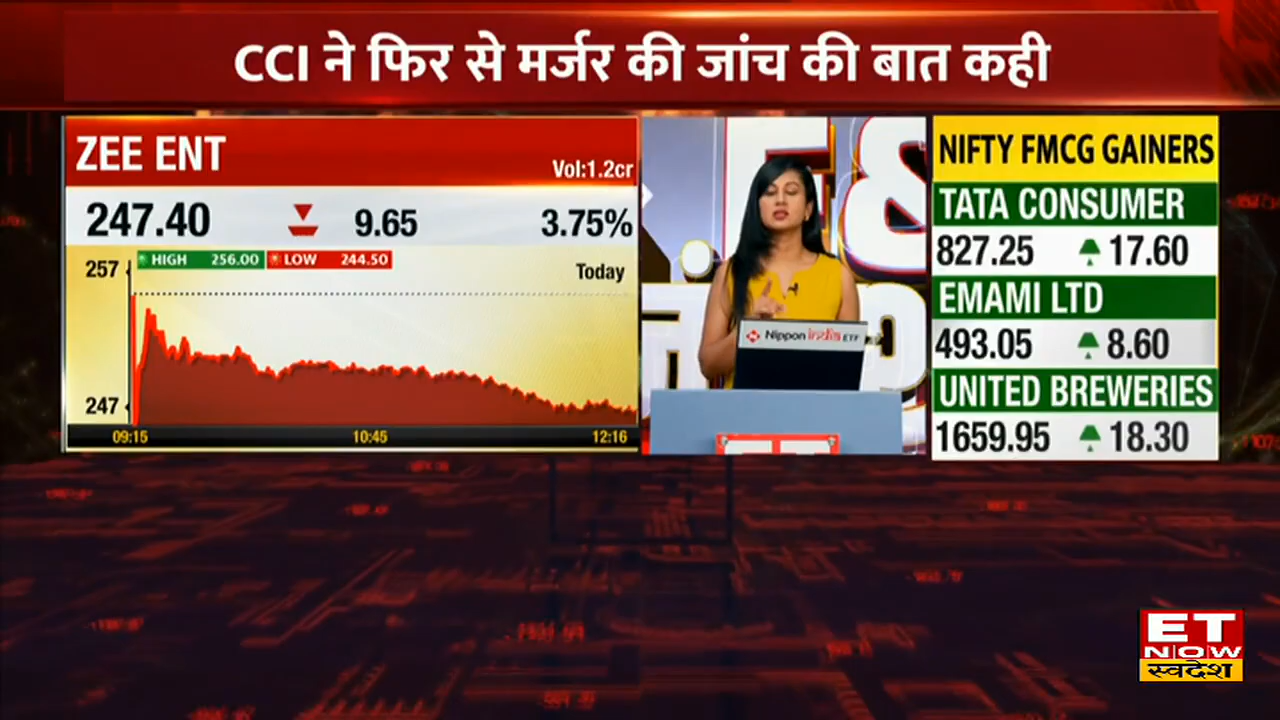 CCI ने फिर से मर्जर की जांच की बात कही
ZEE ENT
Vol:1.2cr
247.40 9.65 3.75%
HIGH 256.00 LOW 244.50
Today
257
247
09:15 10:45 12:16
Nippon india ETF
NIFTY FMCG GAINERS
TATA CONSUMER
827.25 17.60
EMAMI LTD
493.05 8.60
UNITED BREWERIES
1659.95 18.30
ET
NOW
स्वदेश